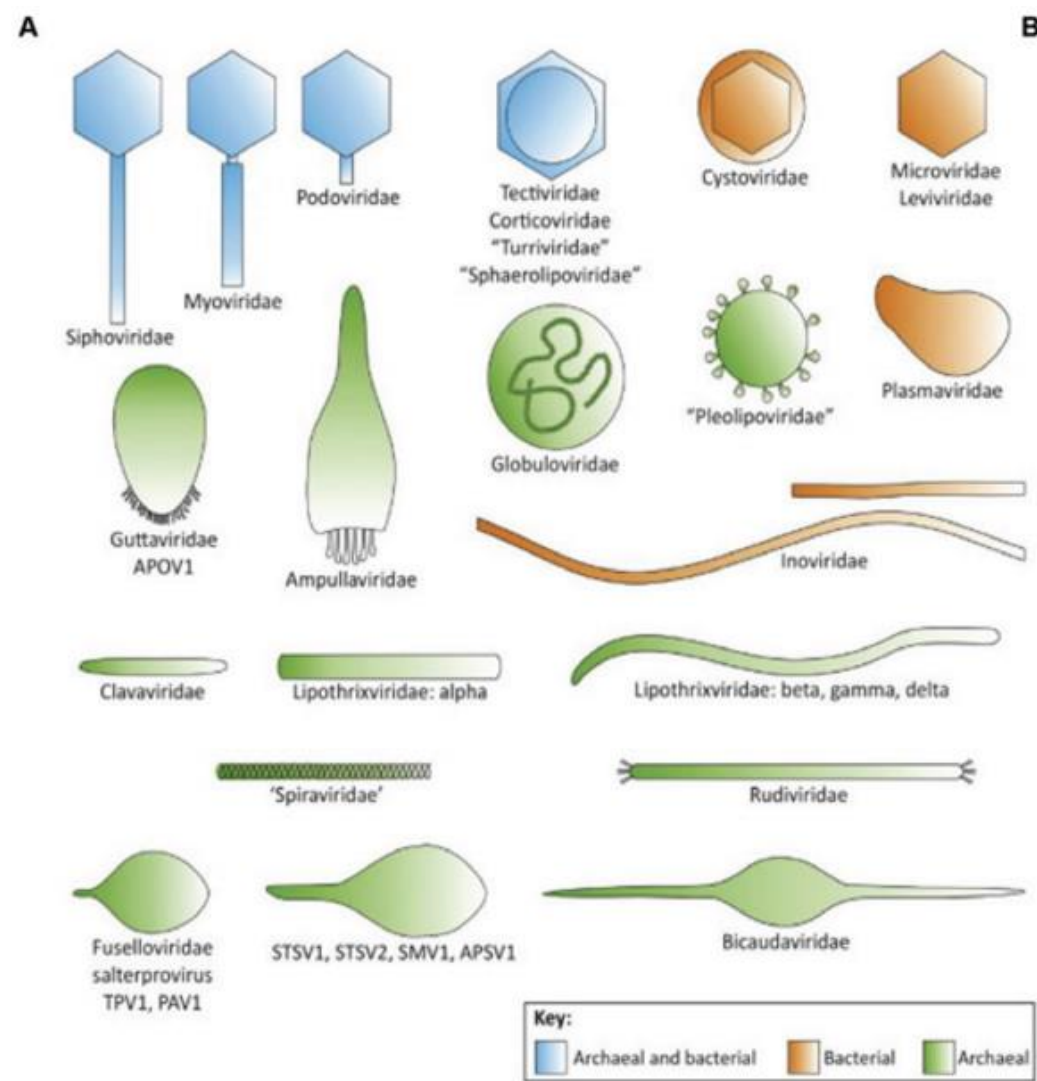 A
B
Siphoviridae
Myoviridae
Podoviridae
Tectiviridae
Corticoviridae
“Turriviridae”
“Sphaerolipoviridae”
Cystoviridae
Microviridae
Leviviridae
Guttaviridae
APOV1
Ampullaviridae
Globuloviridae
“Pleolipoviridae”
Plasmaviridae
Inoviridae
Clavaviridae
Lipothrixviridae: alpha
Lipothrixviridae: beta, gamma, delta
‘Spiraviridae’
Rudiviridae
Fuselloviridae
salterprovirus
TPV1, PAV1
STSV1, STSV2, SMV1, APSV1
Bicaudaviridae
Key:
Archaeal and bacterial
Bacterial
Archaeal